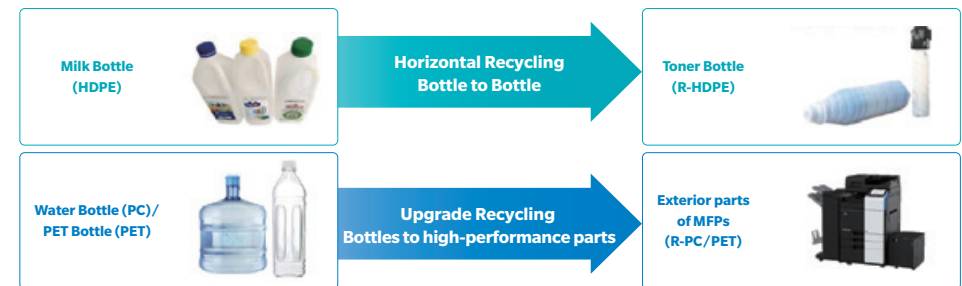 Milk Bottle
(HDPE)
Horizontal Recycling
Bottle to Bottle
Toner Bottle
(R-HDPE)
Water Bottle (PC)/
PET Bottle (PET)
Upgrade Recycling
Bottles to high-performance parts
Exterior parts
of MFPs
(R-PC/PET)